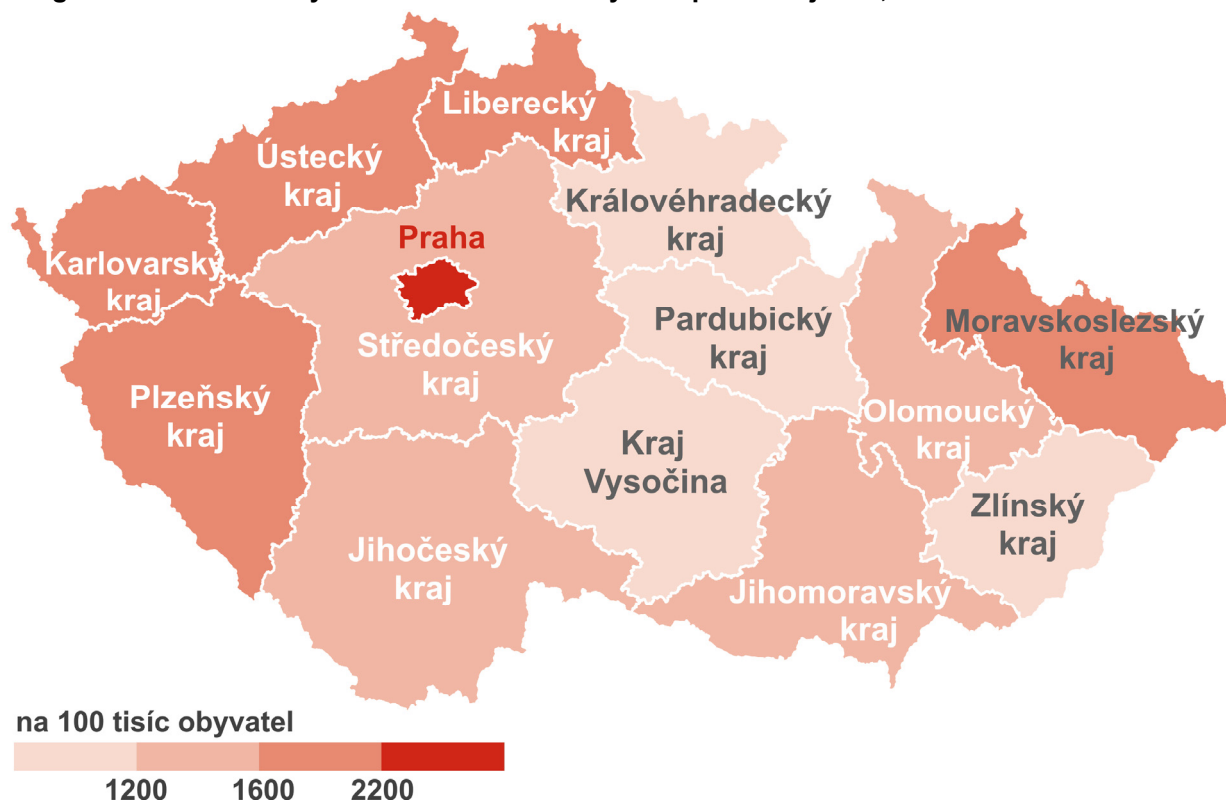 Liberecký
kraj
Ústecký
kraj
Královéhradecký
kraj
Praha
Karlovarský
kraj
Pardubický
kraj
Moravskoslezský
kraj
Středočeský
kraj
Plzeňský
kraj
Olomoucký
kraj
Kraj
Vysočina
Zlínský
kraj
Jihočeský
kraj
Jihomoravský
kraj
na 100 tisíc obyvatel
1200 1600 2200